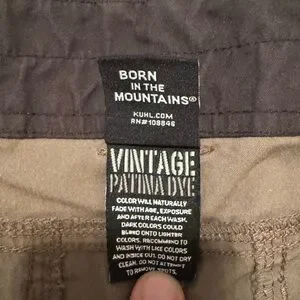 BORN
IN THE
MOUNTAINS®
KUHL.COM
RN#108846
VINTAGE
PATINA DYE
COLOR WILL NATURALLY
FADE WITH AGE, EXPOSURE
AND AFTER EACH WASH.
DARK COLORS COULD
BLEND ONTO LIGHTER
COLORS. RECOMMEND TO
WASH WITH LIKE COLORS
AND INSIDE OUT. DO NOT DRY
CLEAN. DO NOT ATTEMPT
TO REMOVE SPOTS.